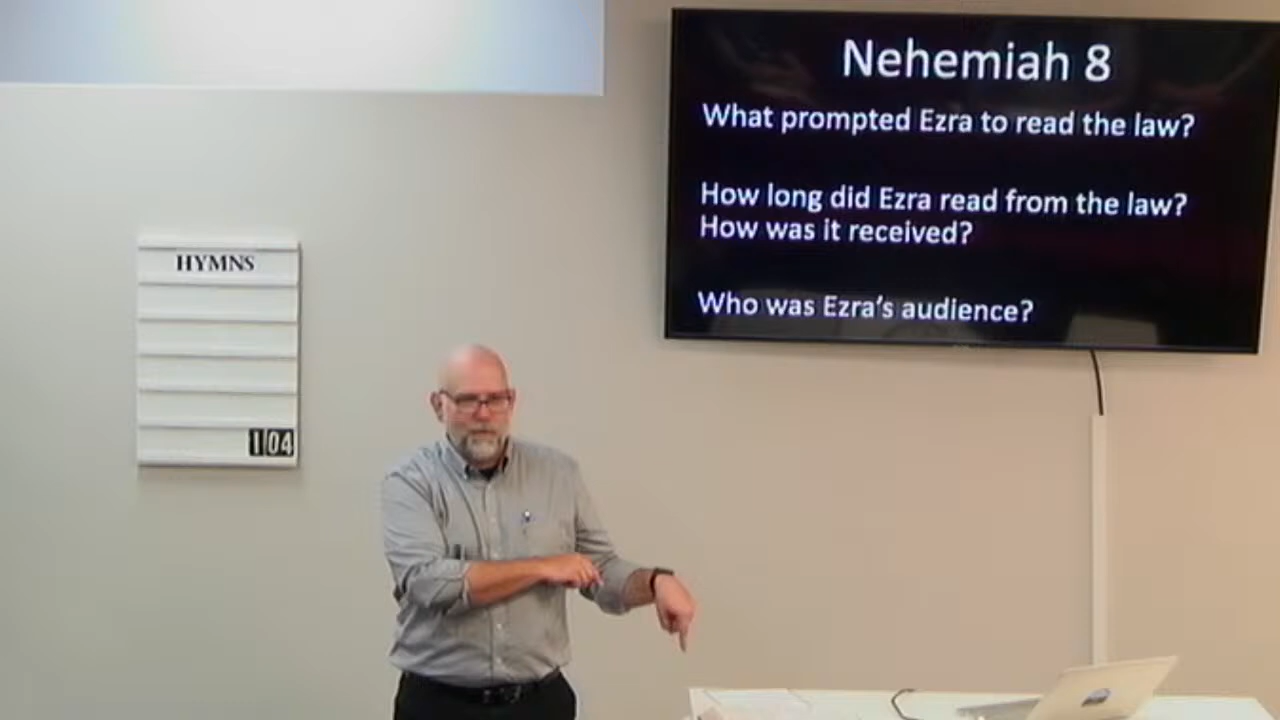 Nehemiah 8
What prompted Ezra to read the law?
How long did Ezra read from the law?
How was it received?
Who was Ezra's audience?
HYMNS
104